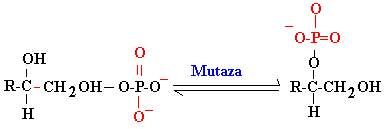 O
−
O-P=O
O
OH
O
Mutaza
O
R-C-CH2OH-O-P-O−
R-C-CH2OH
H
O−
H